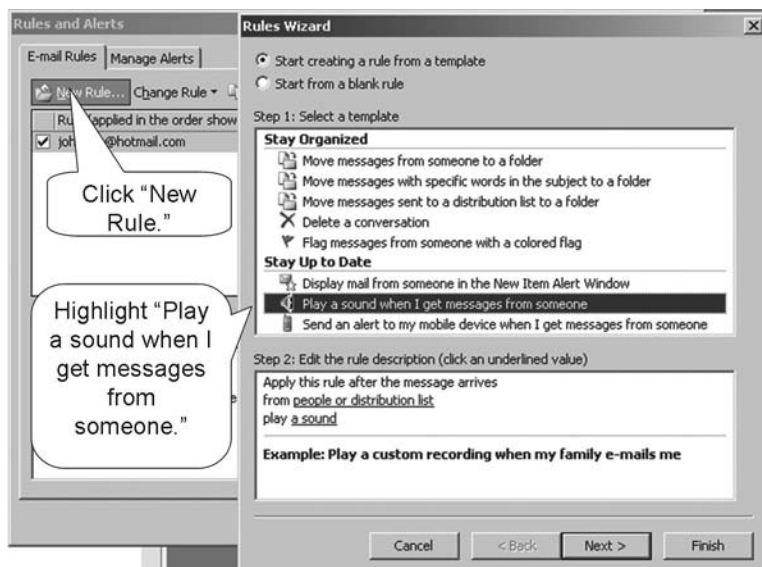 Rules and Alerts
E-mail Rules
Manage Alerts
New Rule... Change Rule
(applied in the order show
@hotmail.com
Click “New
Rule.”
Highlight “Play
a sound when I
get messages
from
someone.”
Rules Wizard
Start creating a rule from a template
Start from a blank rule
Step 1: Select a template
Stay Organized
Move messages from someone to a folder
Move messages with specific words in the subject to a folder
Move messages sent to a distribution list to a folder
Delete a conversation
Flag messages from someone with a colored flag
Stay Up to Date
Display mail from someone in the New Item Alert Window
Play a sound when I get messages from someone
Send an alert to my mobile device when I get messages from someone
Step 2: Edit the rule description (click an underlined value)
Apply this rule after the message arrives
from people or distribution list
play a sound
Example: Play a custom recording when my family e-mails me
Cancel
< Back
Next >
Finish